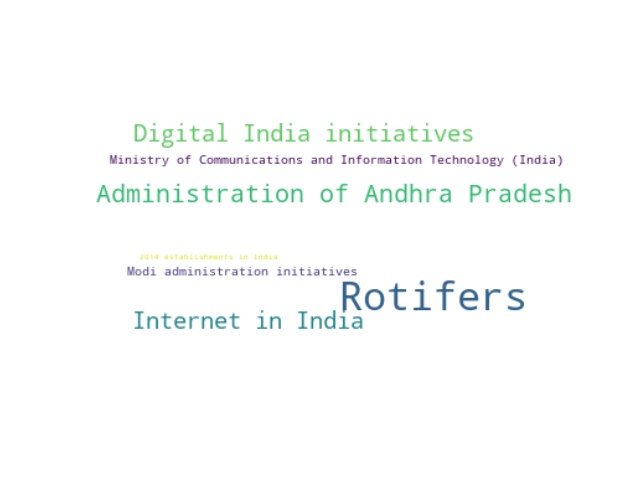 Digital India initiatives
Ministry of Communications and Information Technology (India)
Administration of Andhra Pradesh
2014 establishments in India
Modi administration initiatives
Rotifers
Internet in India